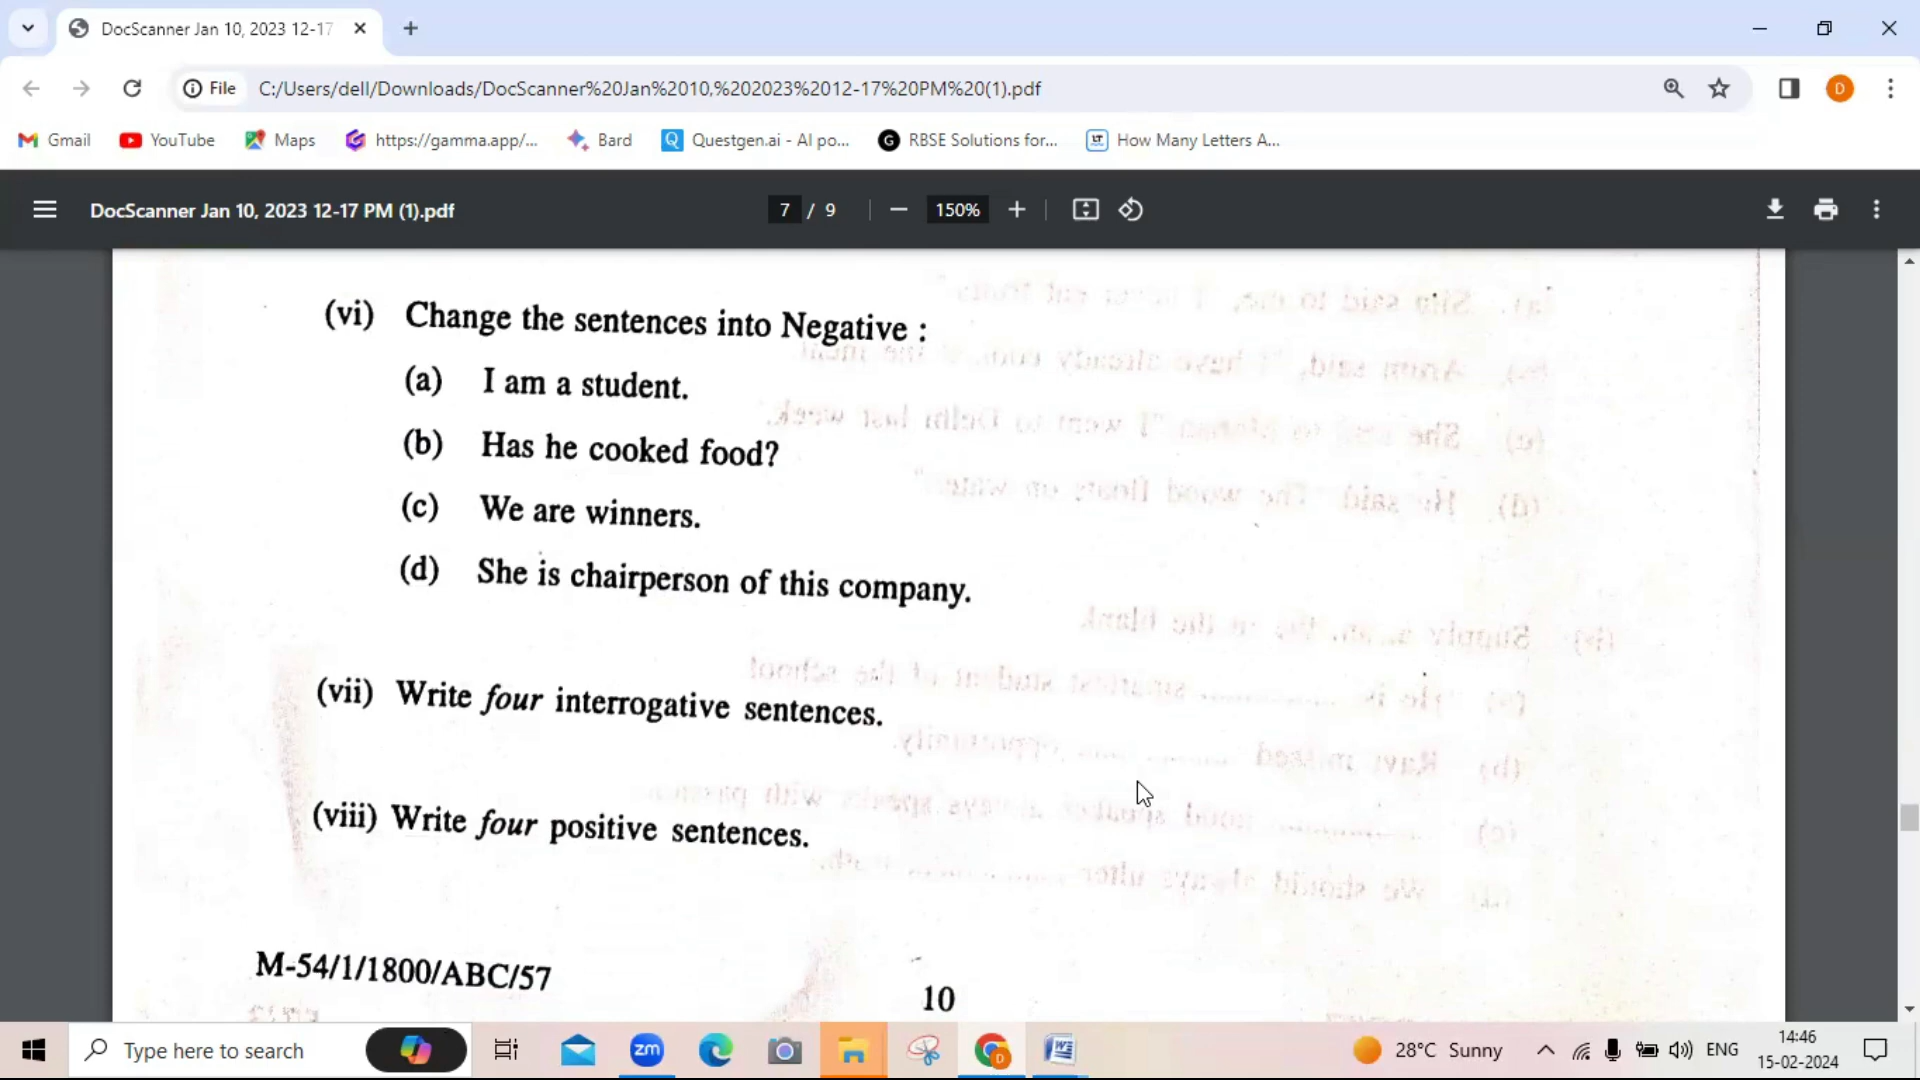 DocScanner Jan 10, 2023 12-17
File C:/Users/dell/Downloads/DocScanner%20Jan%2010,%202023%2012-17%20PM%20(1).pdf D
Gmail YouTube Maps https://gamma.app/... Bard Questgen.ai - AI po... RBSE Solutions for... How Many Letters A...
DocScanner Jan 10, 2023 12-17 PM (1).pdf 7 / 9 150%
(vi) Change the sentences into Negative :
(a) I am a student.
(b) Has he cooked food?
(c) We are winners.
(d) She is chairperson of this company.
(vii) Write four interrogative sentences.
(viii) Write four positive sentences.
M-54/1/1800/ABC/57
10
Type here to search zm 28°C Sunny ENG 14:46
15-02-2024